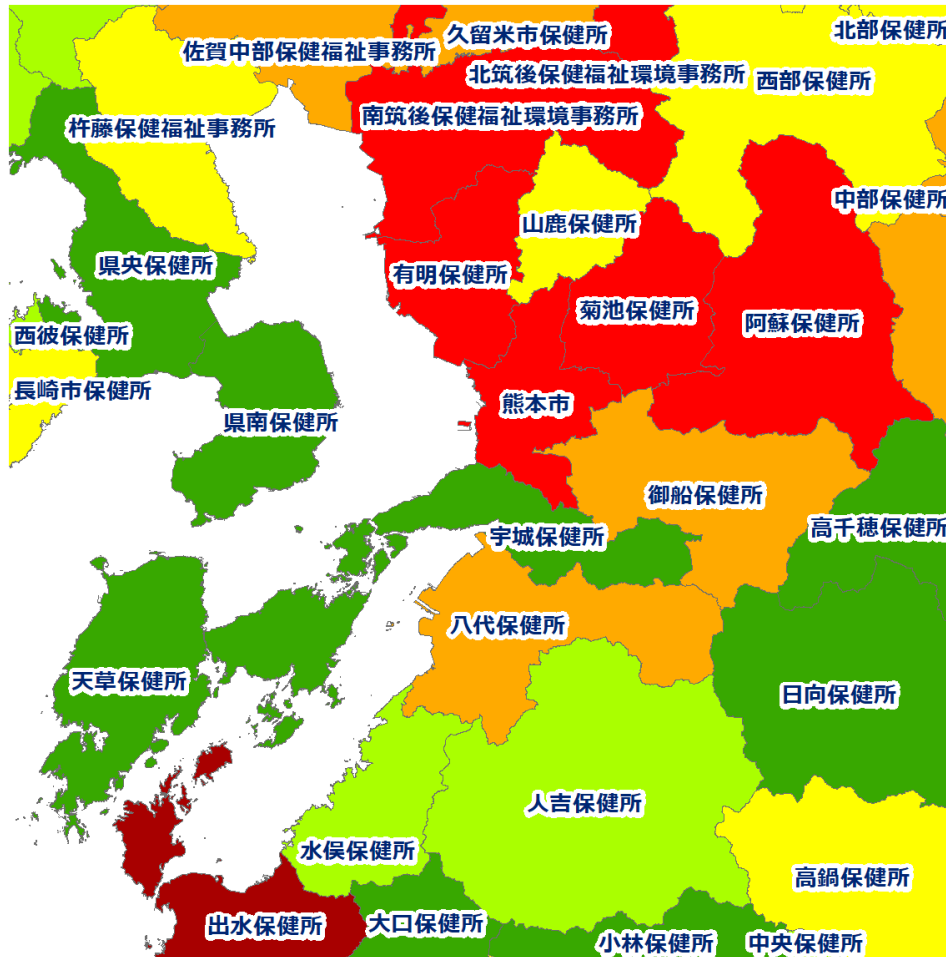 北部保健所
久留米市保健所
佐賀中部保健福祉事務所
北筑後保健福祉環境事務所
西部保健所
南筑後保健福祉環境事務所
杵藤保健福祉事務所
中部保健所
山鹿保健所
県央保健所
有明保健所
菊池保健所
阿蘇保健所
西彼保健所
長崎市保健所
熊本市
県南保健所
御船保健所
高千穂保健所
宇城保健所
八代保健所
天草保健所
日向保健所
人吉保健所
水俣保健所
高鍋保健所
出水保健所
大口保健所
小林保健所
中央保健所